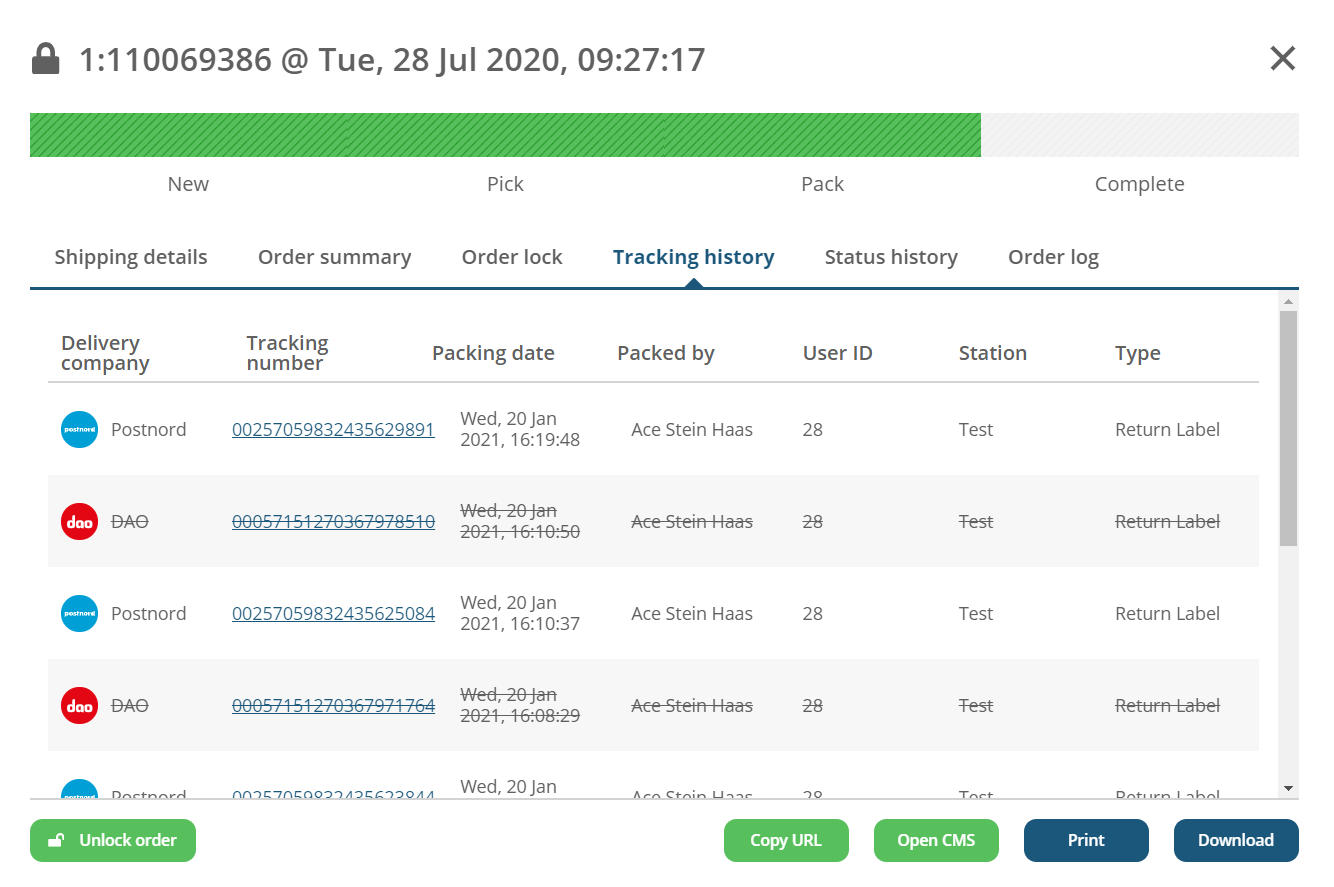 1:110069386 @ Tue, 28 Jul 2020, 09:27:17
New Pick Pack Complete
Shipping details Order summary Order lock Tracking history Status history Order log
Delivery company Tracking number Packing date Packed by User ID Station Type
postnord Postnord 00257059832435629891 Wed, 20 Jan 2021, 16:19:48 Ace Stein Haas 28 Test Return Label
dao DAO 00057151270367978510 Wed, 20 Jan 2021, 16:10:50 Ace Stein Haas 28 Test Return Label
postnord Postnord 00257059832435625084 Wed, 20 Jan 2021, 16:10:37 Ace Stein Haas 28 Test Return Label
dao DAO 00057151270367971764 Wed, 20 Jan 2021, 16:08:29 Ace Stein Haas 28 Test Return Label
postnord Postnord 00257059832435623844 Wed, 20 Jan Ace Stein Haas 28 Test Return Label
Unlock order Copy URL Open CMS Print Download